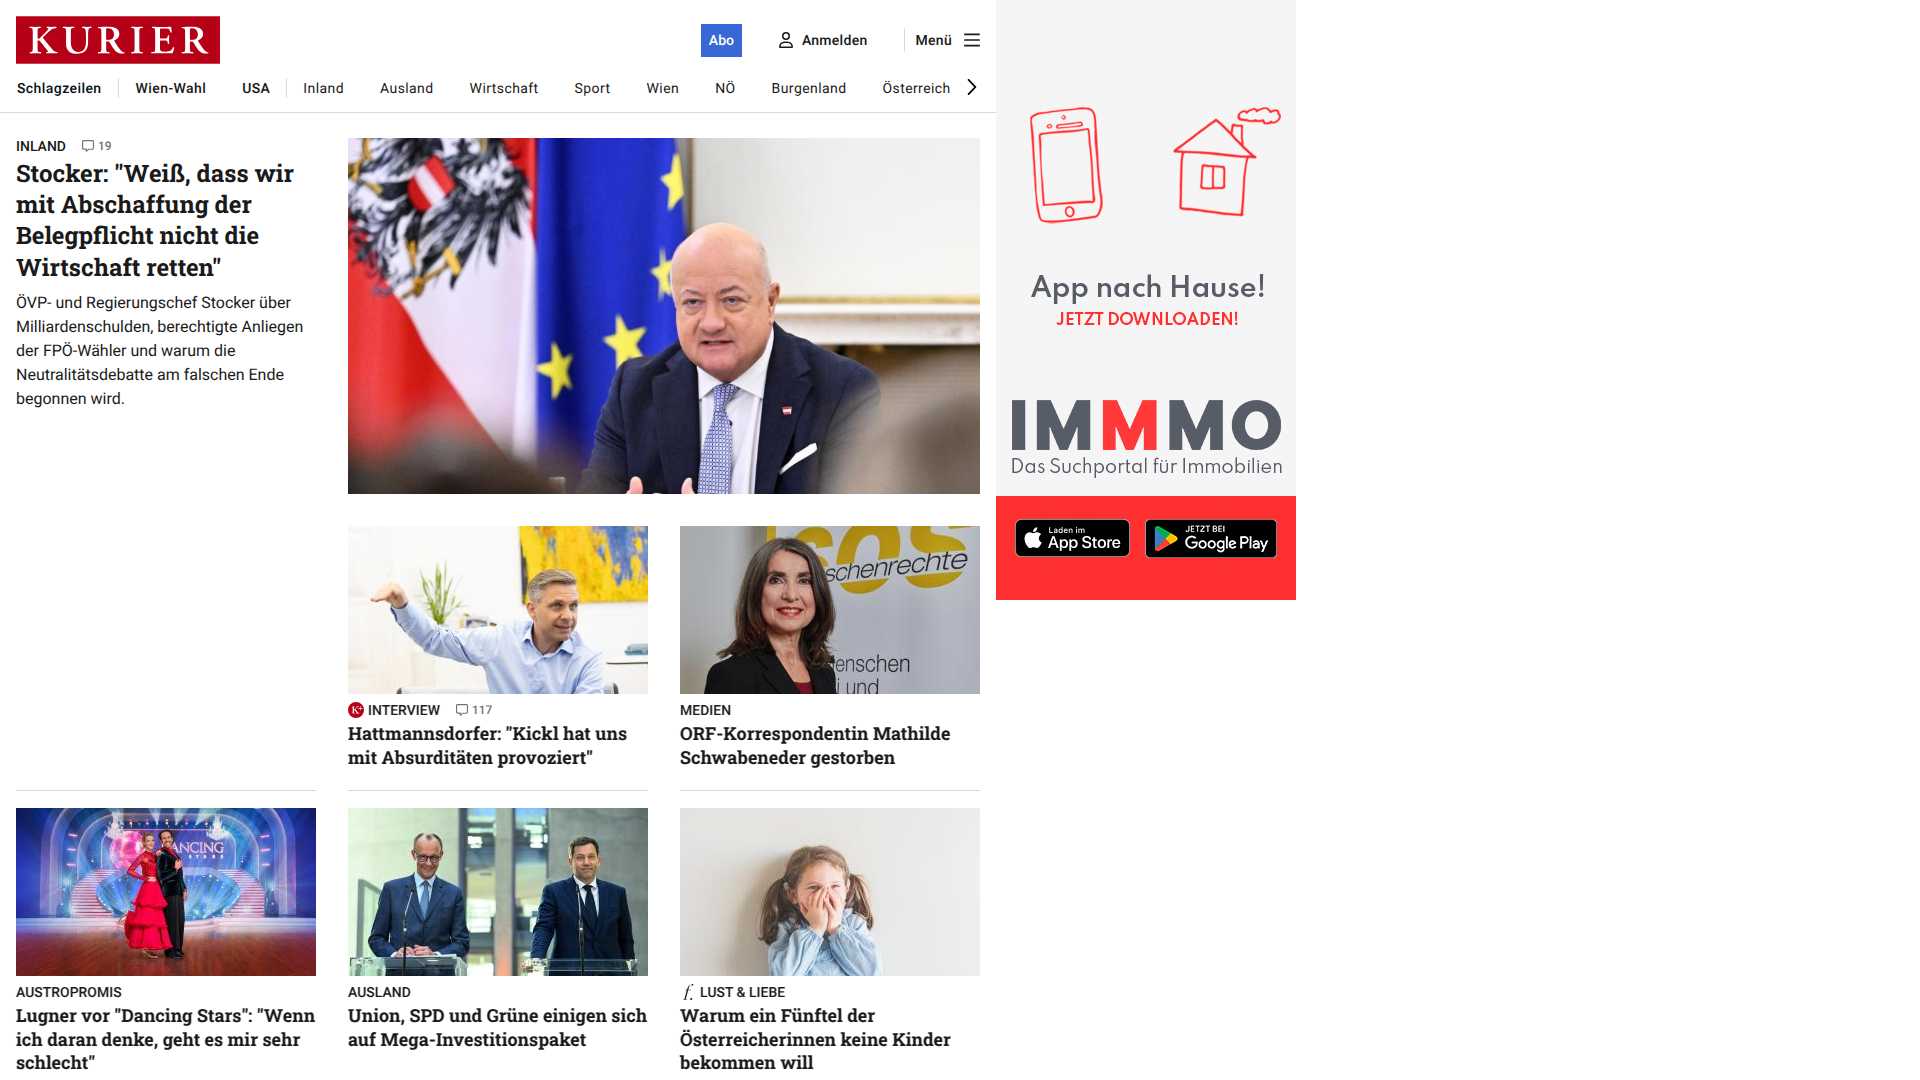 KURIER
Abo
Anmelden
Menü
Schlagzeilen
Wien-Wahl
USA
Inland
Ausland
Wirtschaft
Sport
Wien
NÖ
Burgenland
Österreich
INLAND
19
Stocker: "Weiß, dass wir
mit Abschaffung der
Belegpflicht nicht die
Wirtschaft retten"
ÖVP- und Regierungschef Stocker über
Milliardenschulden, berechtigte Anliegen
der FPÖ-Wähler und warum die
Neutralitätsdebatte am falschen Ende
begonnen wird.
App nach Hause!
JETZT DOWNLOADEN!
IMMMO
Das Suchportal für Immobilien
Laden im
App Store
JETZT BEI
Google Play
SOS
schenrechte
enschen
i und
K+ INTERVIEW
117
Hattmannsdorfer: "Kickl hat uns
mit Absurditäten provoziert"
MEDIEN
ORF-Korrespondentin Mathilde
Schwabeneder gestorben
DANCING
STARS
AUSTROPROMIS
Lugner vor "Dancing Stars": "Wenn
ich daran denke, geht es mir sehr
schlecht"
AUSLAND
Union, SPD und Grüne einigen sich
auf Mega-Investitionspaket
f. LUST & LIEBE
Warum ein Fünftel der
Österreicherinnen keine Kinder
bekommen will